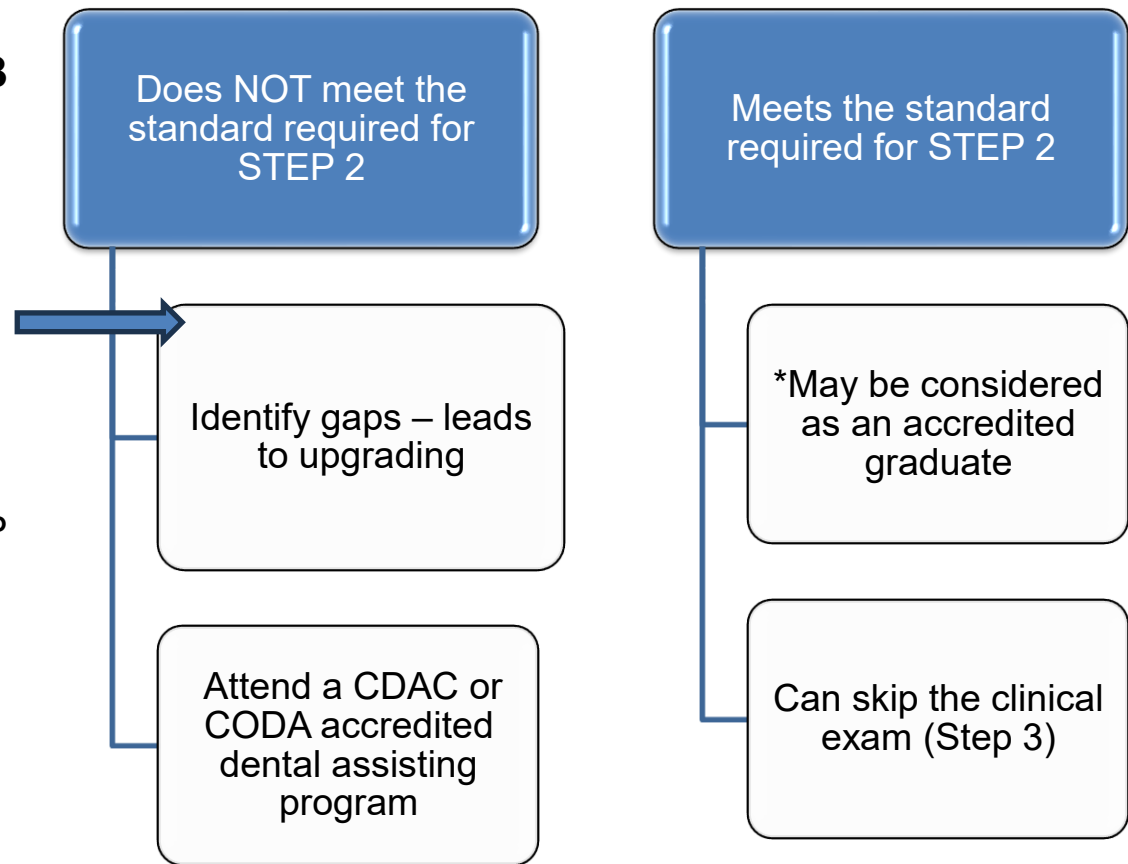 Does NOT meet the
standard required for
STEP 2
Identify gaps – leads
to upgrading
Attend a CDAC or
CODA accredited
dental assisting
program
Meets the standard
required for STEP 2
*May be considered
as an accredited
graduate
Can skip the clinical
exam (Step 3)